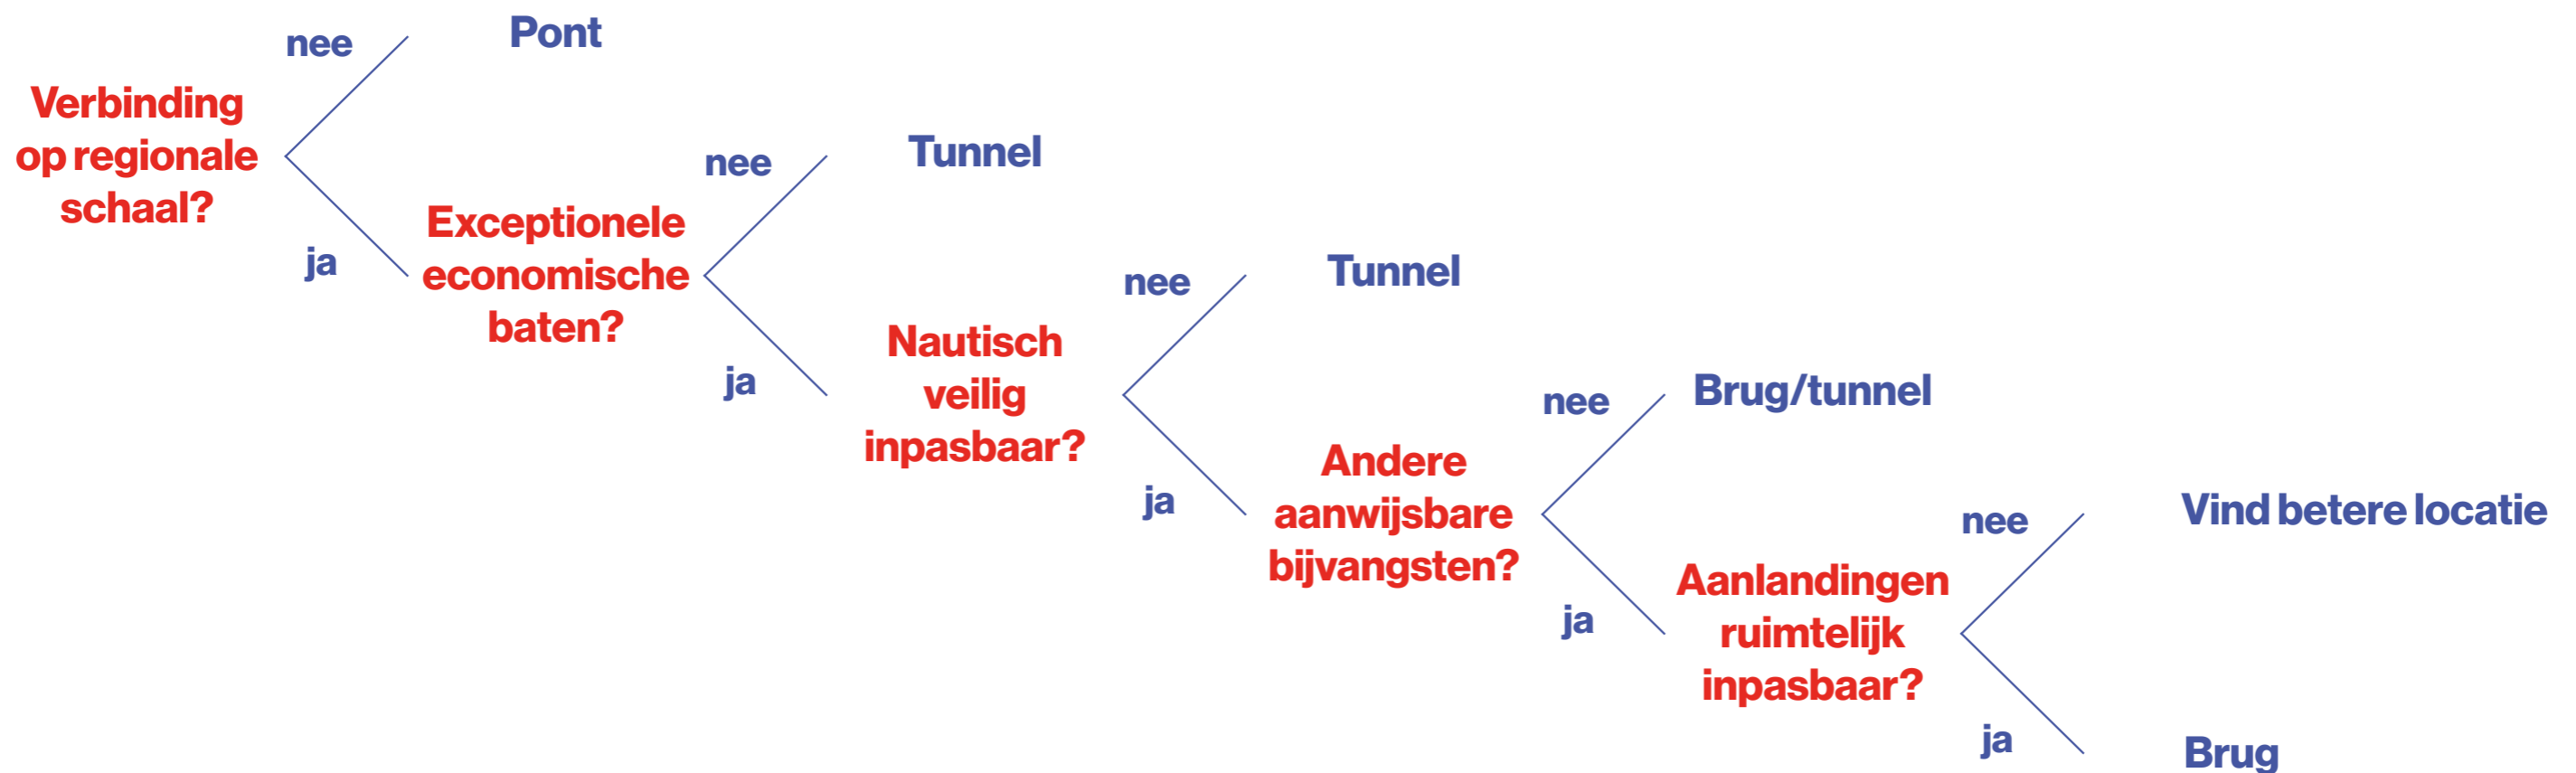 nee
Pont
Verbinding
op regionale
schaal?
ja
nee
Tunnel
Exceptionele
economische
baten?
ja
nee
Tunnel
Nautisch
veilig
inpasbaar?
ja
nee
Brug/tunnel
Andere
aanwijsbare
bijvangsten?
ja
nee
Vind betere locatie
Aanlandingen
ruimtelijk
inpasbaar?
ja
Brug